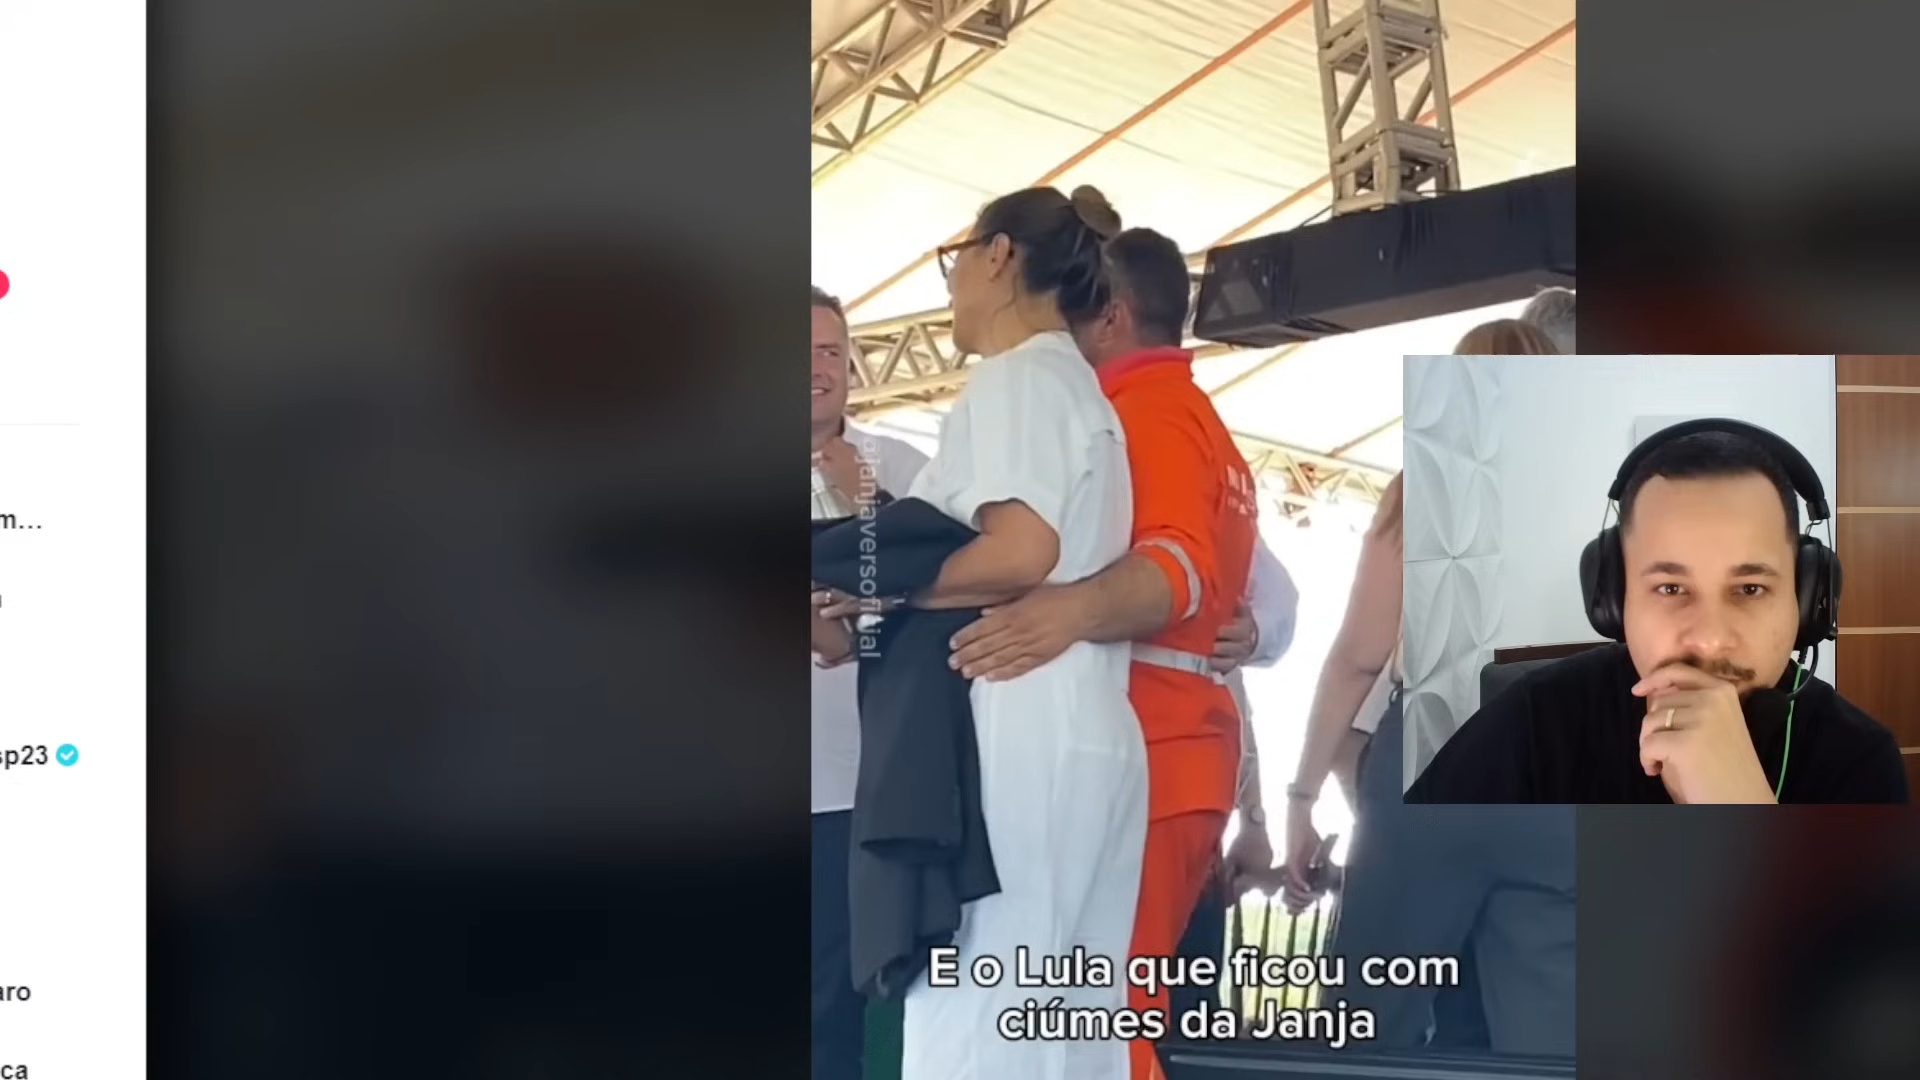 m...
sp23
aro
ca
@janjaversoficial
E o Lula que ficou com
ciúmes da Janja